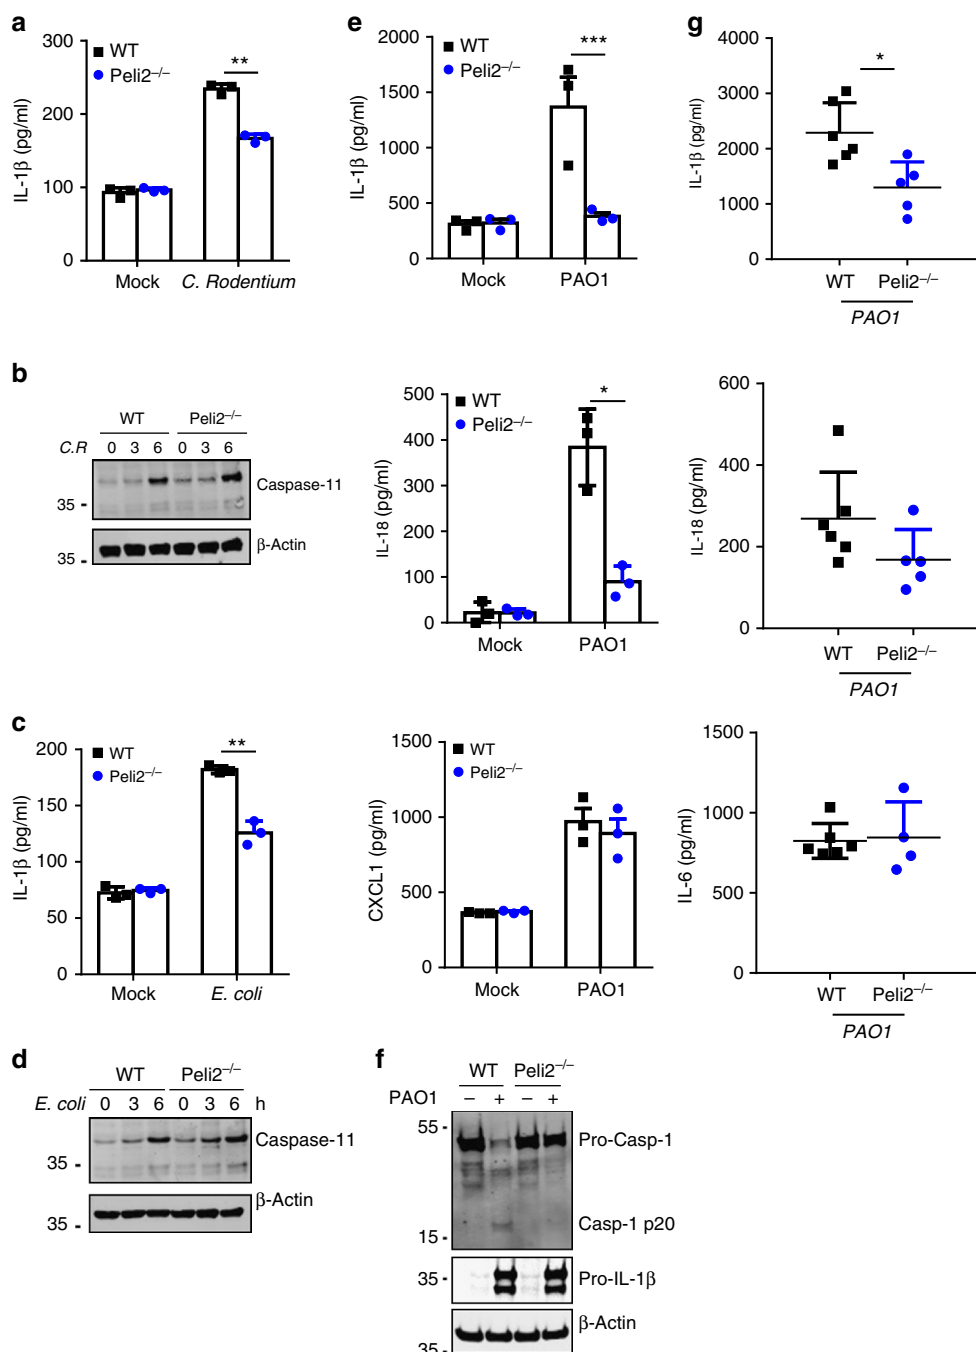 a
300
200
100
0
IL-1β (pg/ml)
WT
Peli2–/–
**
Mock
C. Rodentium
b
WT
Peli2–/–
C.R
0 3 6 0 3 6
Caspase-11
35 -
β-Actin
35 -
c
200
150
100
50
0
IL-1β (pg/ml)
WT
Peli2–/–
**
Mock
E. coli
d
WT
Peli2–/–
E. coli 0 3 6 0 3 6 h
Caspase-11
35 -
β-Actin
35 -
e
2000
1500
1000
500
0
IL-1β (pg/ml)
WT
Peli2–/–
***
Mock
PAO1
500
400
300
200
100
0
IL-18 (pg/ml)
WT
Peli2–/–
*
Mock
PAO1
1500
1000
500
0
CXCL1 (pg/ml)
WT
Peli2–/–
Mock
PAO1
f
WT
Peli2–/–
PAO1 – + – +
55 -
Pro-Casp-1
Casp-1 p20
15 -
35 -
Pro-IL-1β
β-Actin
35 -
g
4000
3000
2000
1000
0
IL-1β (pg/ml)
*
WT
Peli2–/–
PAO1
600
400
200
0
IL-18 (pg/ml)
WT
Peli2–/–
PAO1
1500
1000
500
0
IL-6 (pg/ml)
WT
Peli2–/–
PAO1